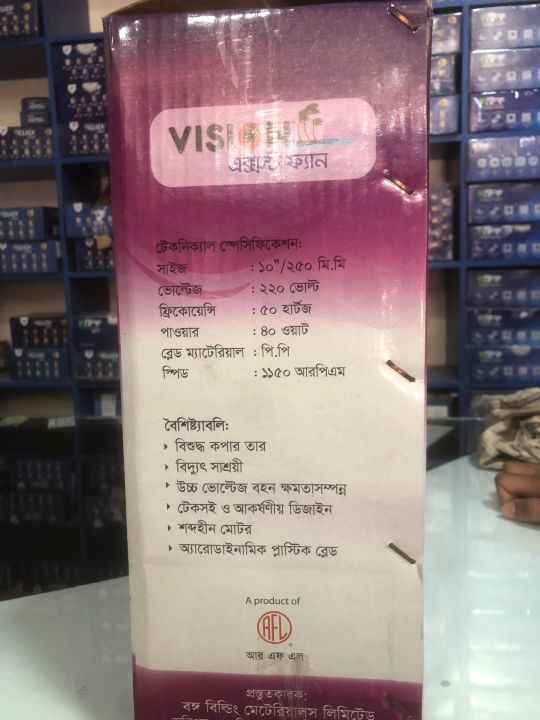 VISION
এক্সহস্ট ফ্যান
টেকনিক্যাল স্পেসিফিকেশন:
সাইজ : ১০"/২৫০ মি.মি
ভোল্টেজ : ২২০ ভোল্ট
ফ্রিকোয়েন্সি : ৫০ হার্টজ
পাওয়ার : ৪০ ওয়াট
ব্লেড ম্যাটেরিয়াল : পি.পি
স্পিড : ১১৫০ আরপিএম
বৈশিষ্ট্যাবলি:
বিশুদ্ধ কপার তার
বিদ্যুৎ সাশ্রয়ী
উচ্চ ভোল্টেজ বহন ক্ষমতাসম্পন্ন
টেকসই ও আকর্ষণীয় ডিজাইন
শব্দহীন মোটর
অ্যারোডাইনামিক প্লাস্টিক ব্লেড
A product of
RFL
আর এফ এল
প্রস্তুতকারক:
বঙ্গ বিল্ডিং মেটেরিয়ালস লিমিটেড